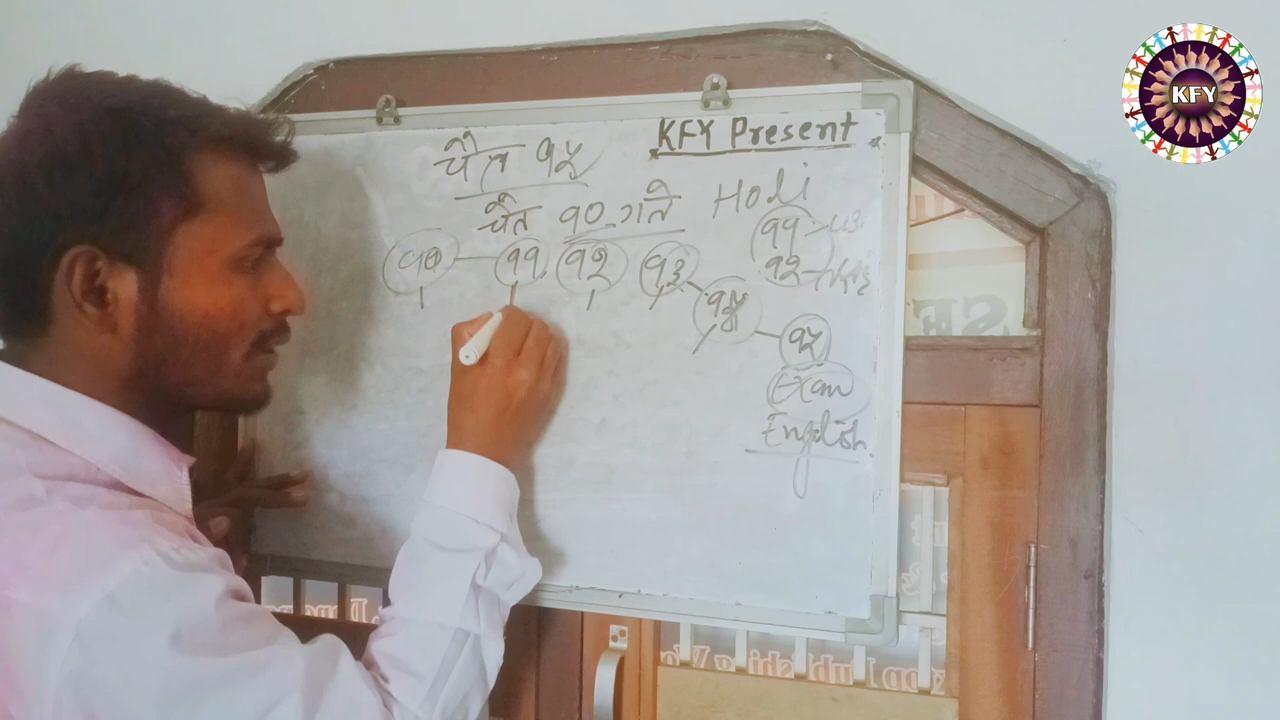 KFY
KFY Present
चैत १५
चैत १० गते
Holi
११
१२
१० ११ १२ १३
१४
१५
Exam
English